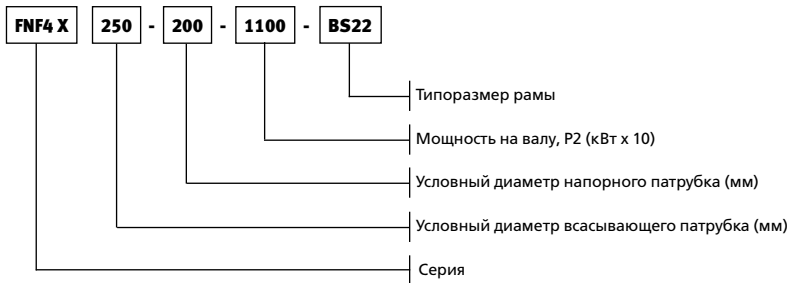 FNF4 X 250 - 200 - 1100 - BS22
Типоразмер рамы
Мощность на валу, P2 (кВт x 10)
Условный диаметр напорного патрубка (мм)
Условный диаметр всасывающего патрубка (мм)
Серия